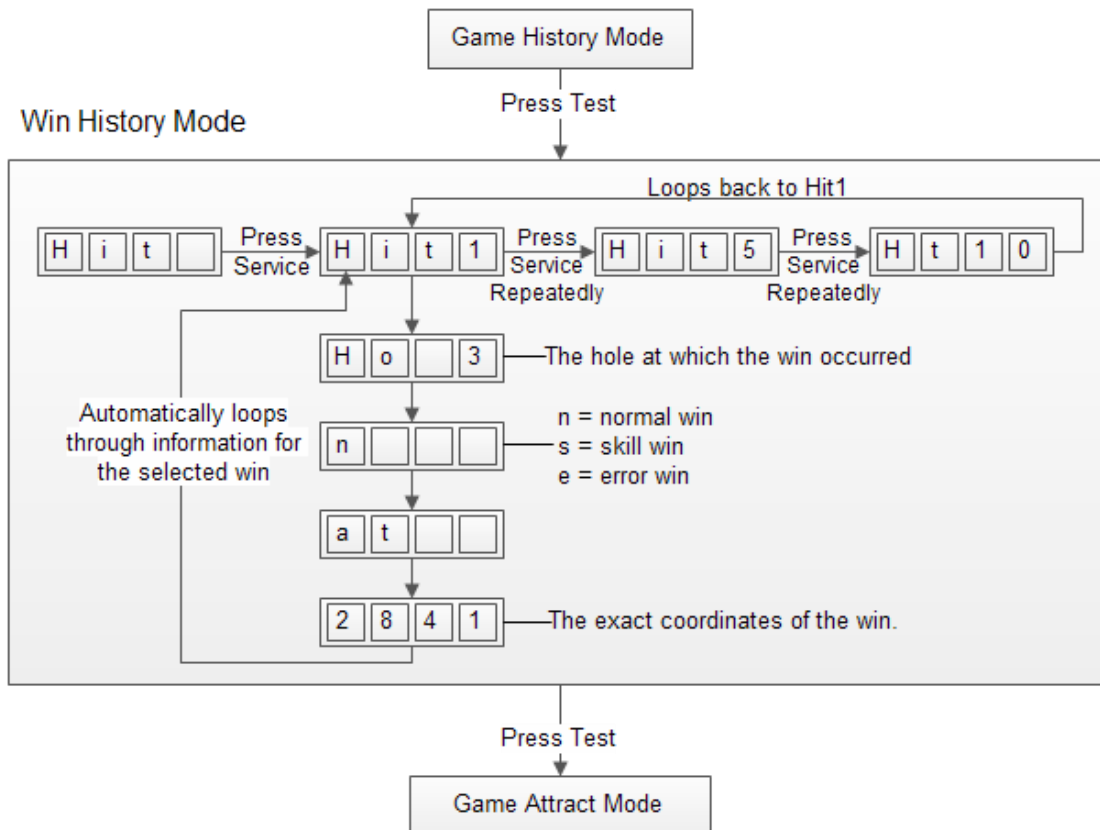 Game History Mode
Press Test
Win History Mode
Loops back to Hit1
H i t
Press
Service
H i t 1
Press
Service
Repeatedly
H i t 5
Press
Service
Repeatedly
H t 1 0
H o 3
The hole at which the win occurred
Automatically loops
through information for
the selected win
n
n = normal win
s = skill win
e = error win
a t
2 8 4 1
The exact coordinates of the win.
Press Test
Game Attract Mode